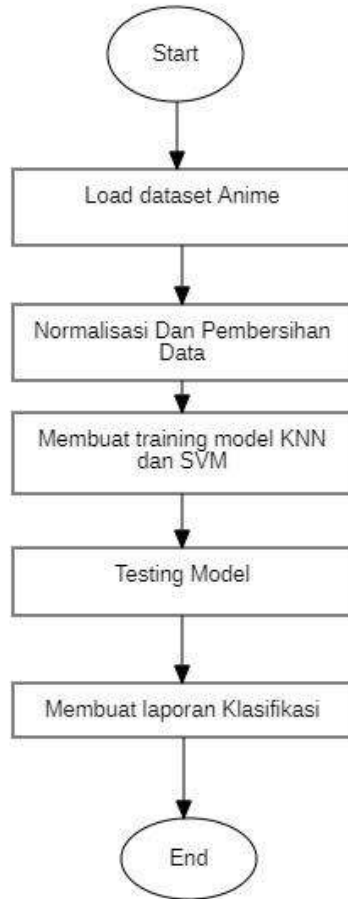 Start
Load dataset Anime
Normalisasi Dan Pembersihan
Data
Membuat training model KNN
dan SVM
Testing Model
Membuat laporan Klasifikasi
End